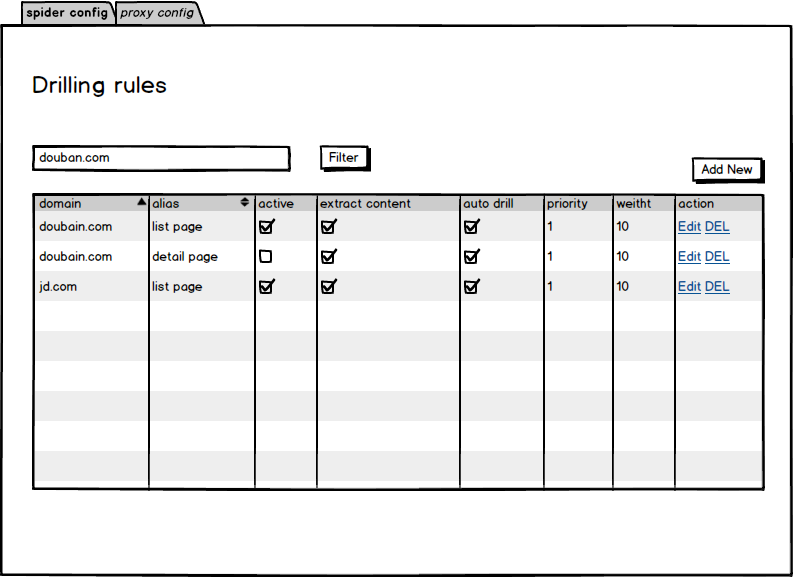 spider config proxy config
Drilling rules
douban.com Filter
Add New
domain alias active extract content auto drill priority weitht action
doubain.com list page 1 10 Edit DEL
doubain.com detail page 1 10 Edit DEL
jd.com list page 1 10 Edit DEL